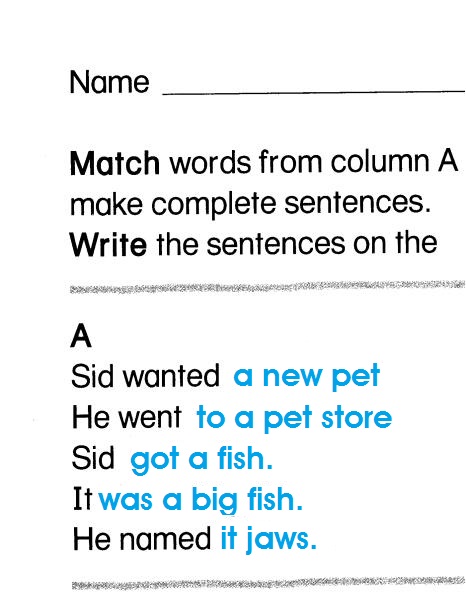 Name
Match words from column A
make complete sentences.
Write the sentences on the
A
Sid wanted a new pet
He went to a pet store
Sid got a fish.
It was a big fish.
He named it jaws.